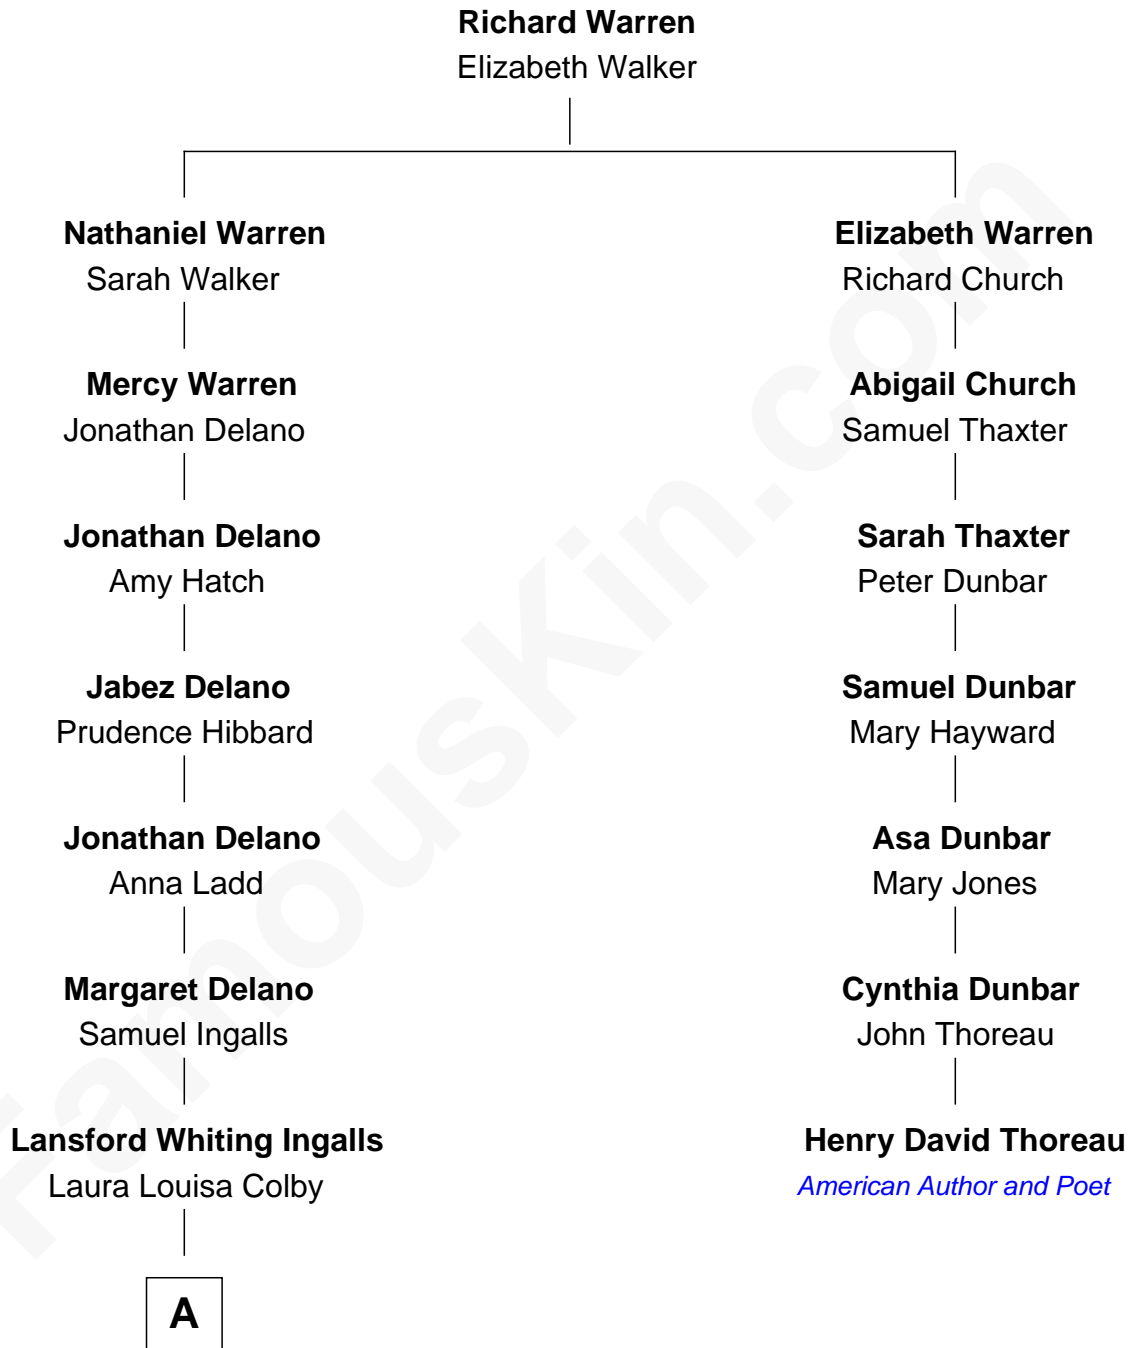 Richard Warren
Elizabeth Walker
Nathaniel Warren
Sarah Walker
Mercy Warren
Jonathan Delano
Jonathan Delano
Amy Hatch
Jabez Delano
Prudence Hibbard
Jonathan Delano
Anna Ladd
Margaret Delano
Samuel Ingalls
Lansford Whiting Ingalls
Laura Louisa Colby
A
Elizabeth Warren
Richard Church
Abigail Church
Samuel Thaxter
Sarah Thaxter
Peter Dunbar
Samuel Dunbar
Mary Hayward
Asa Dunbar
Mary Jones
Cynthia Dunbar
John Thoreau
Henry David Thoreau
American Author and Poet
FamousKin.com